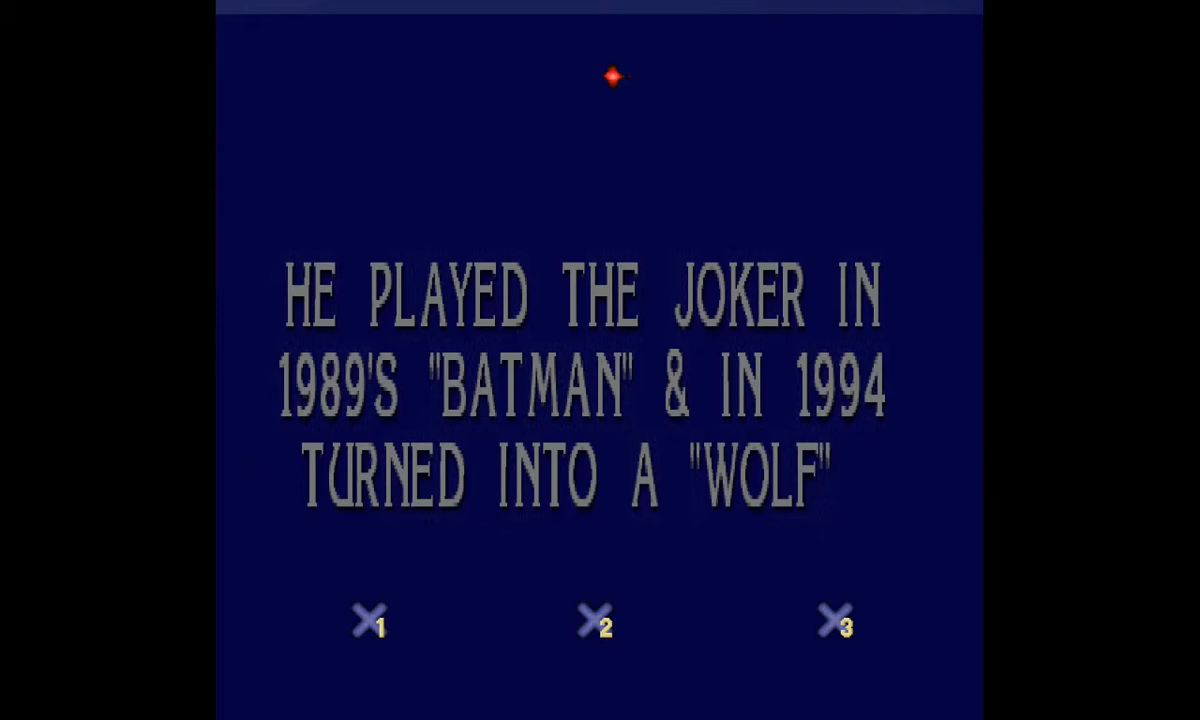 HE PLAYED THE JOKER IN
1989'S "BATMAN" & IN 1994
TURNED INTO A "WOLF"
1 2 3